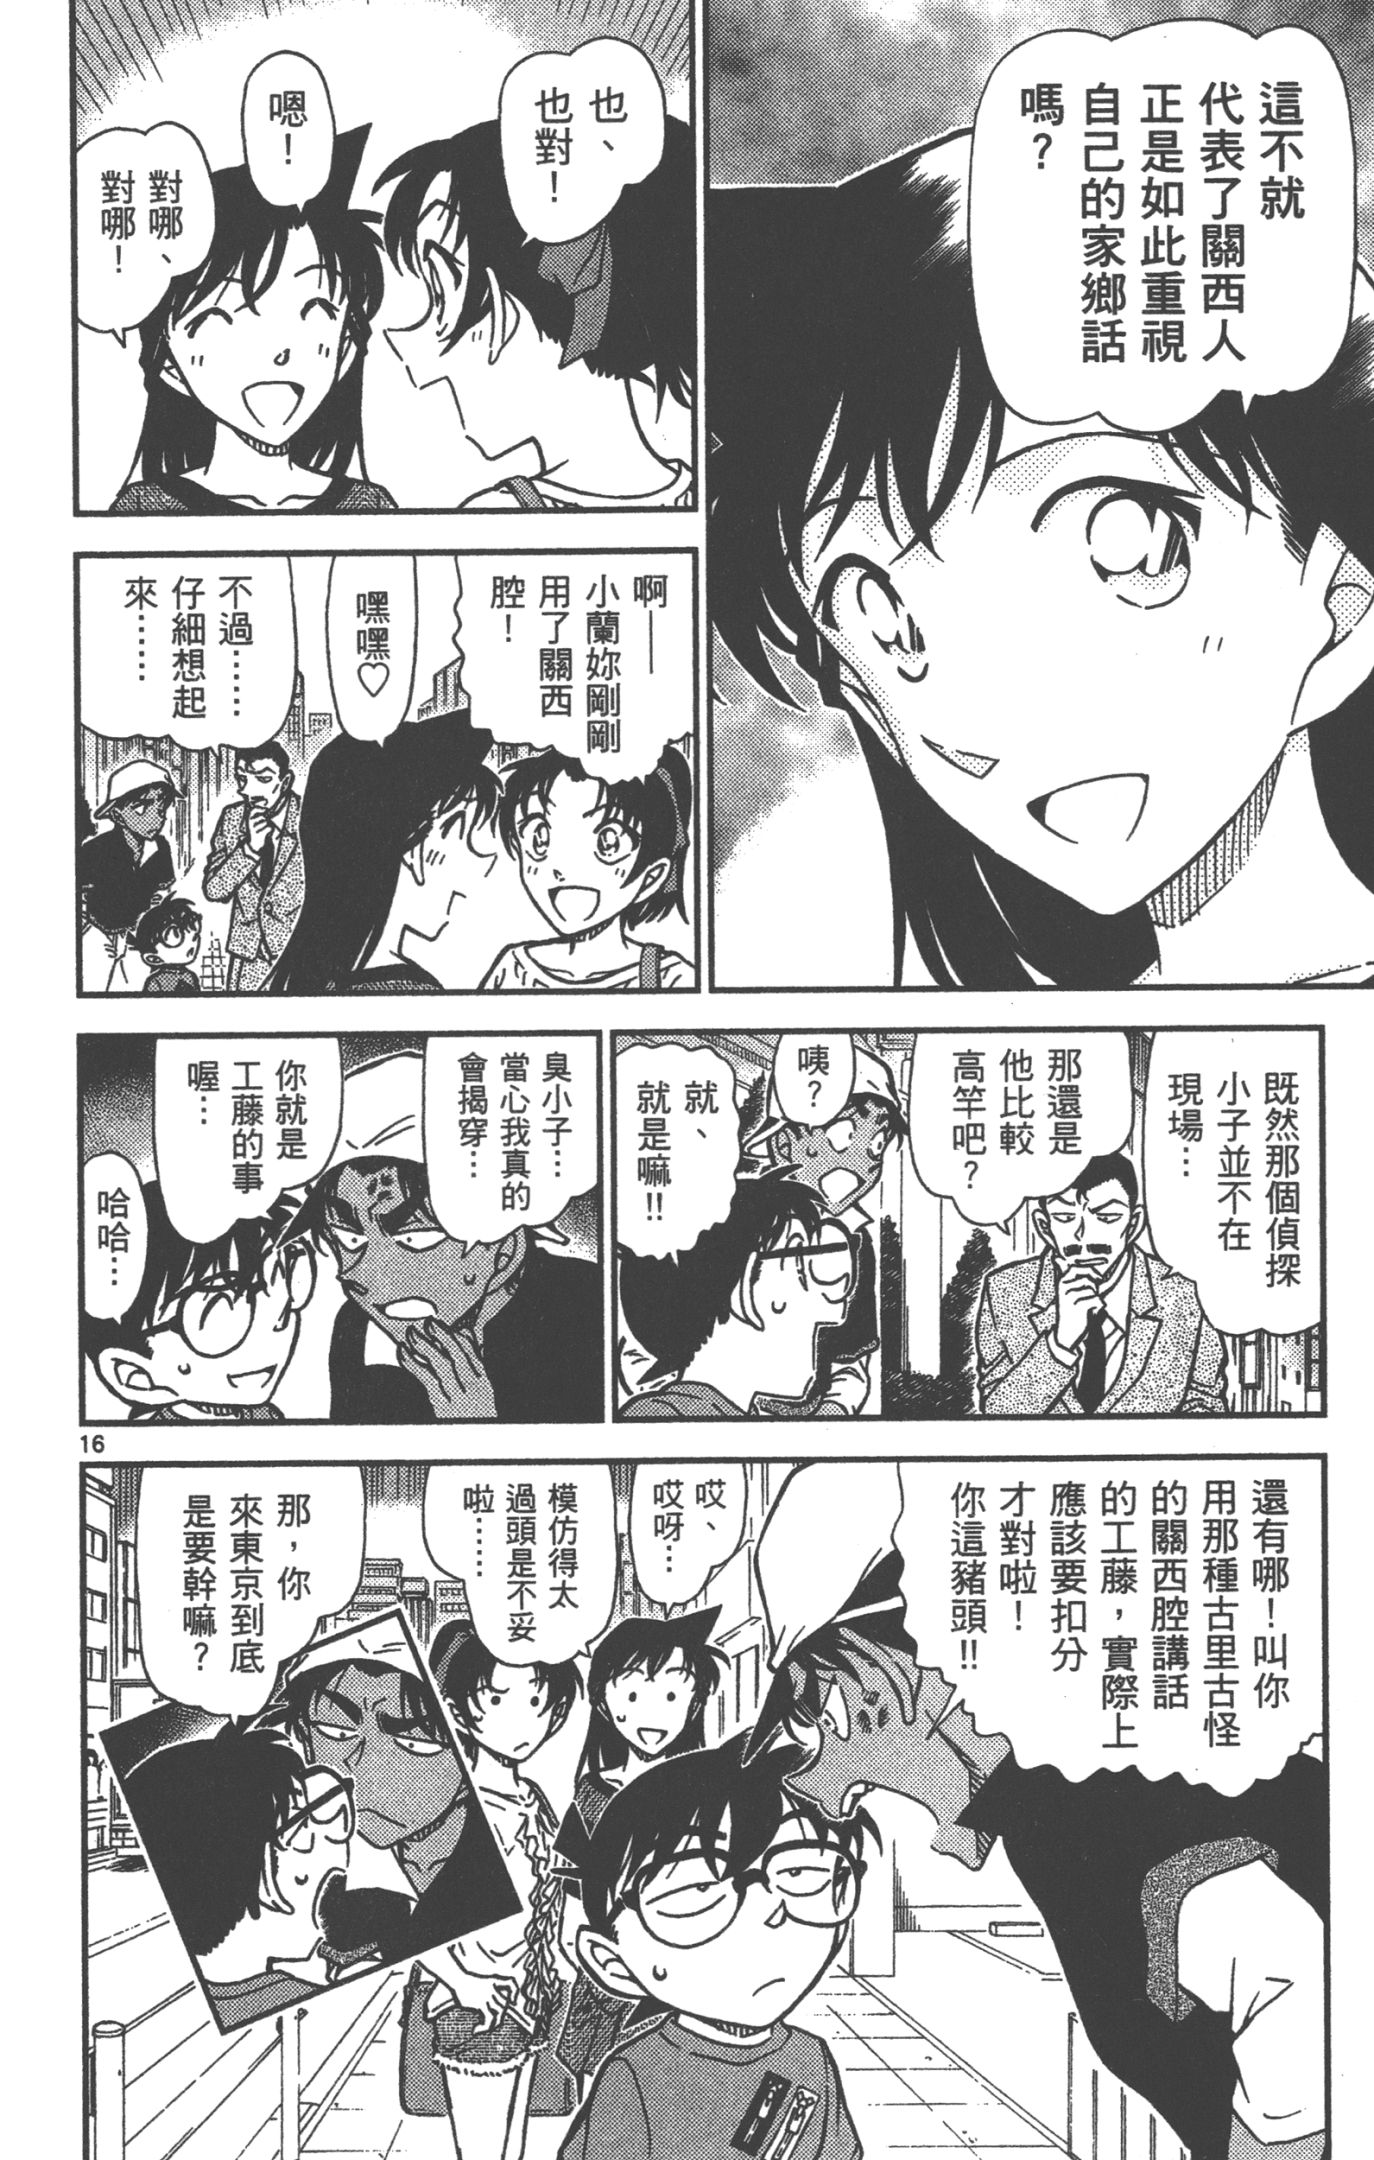 這不就
代表了關西人
正是如此重視
自己的家鄉話
嗎？
也、
也對！
嗯！
對哪、
對哪！
啊──
小蘭妳剛剛
用了關西
腔！
嘿嘿♡
不過……
仔細想起
來……
既然那個偵探
小子並不在
現場…
那還是
他比較
高竿吧？
咦？
就、
就是嘛!!
臭小子…
當心我真的
會揭穿…
你就是
工藤的事
喔…
哈哈…
16
還有哪！叫你
用那種古里古怪
的關西腔講話
的工藤，實際上
應該要扣分
才對啦！
你這豬頭!!
哎、
哎呀…
模仿得太
過頭是不妥
啦……
那，你
來東京到底
是要幹嘛？